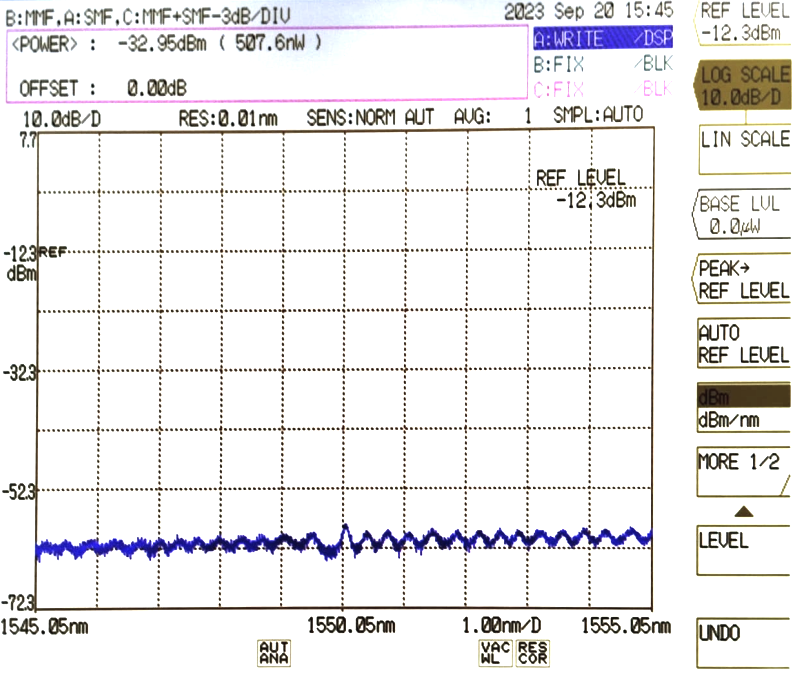 B:MMF,A:SMF,C:MMF+SMF-3dB/DIV
2023 Sep 20 15:45
<POWER> : -32.95dBm ( 507.6nW )
OFFSET : 0.00dB
A:WRITE /DSP
B:FIX /BLK
C:FIX /BLK
10.0dB/D RES:0.01nm SENS:NORM AUT AVG: 1 SMPL:AUTO
7.7
REF LEVEL
-12.3dBm
-12.3 REF
dBm
-32.3
-52.3
-72.3
1545.05nm 1550.05nm 1.00nm/D 1555.05nm
AUT
ANA
VAC
WL
RES
COR
REF LEVEL
-12.3dBm
LOG SCALE
10.0dB/D
LIN SCALE
BASE LVL
0.0μW
PEAK→
REF LEVEL
AUTO
REF LEVEL
dBm
dBm/nm
MORE 1/2
LEVEL
UNDO